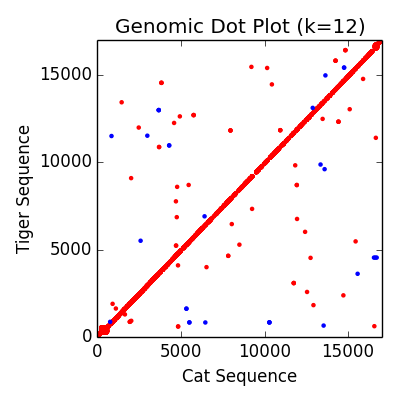 Genomic Dot Plot (k=12)
15000
10000
5000
0
Tiger Sequence
0 5000 10000 15000
Cat Sequence